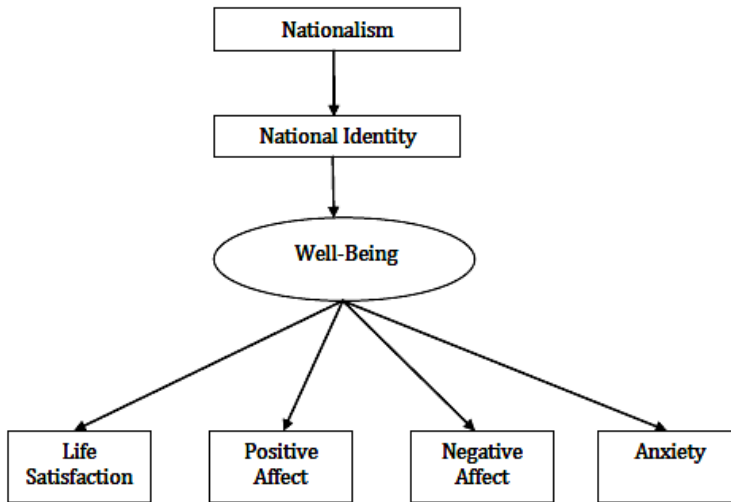 Nationalism
National Identity
Well-Being
Life
Satisfaction
Positive
Affect
Negative
Affect
Anxiety